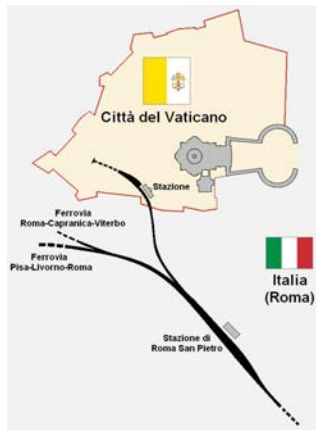 Città del Vaticano
Stazione
Ferrovia
Roma-Capranica-Viterbo
Ferrovia
Pisa-Livorno-Roma
Italia
(Roma)
Stazione di
Roma San Pietro